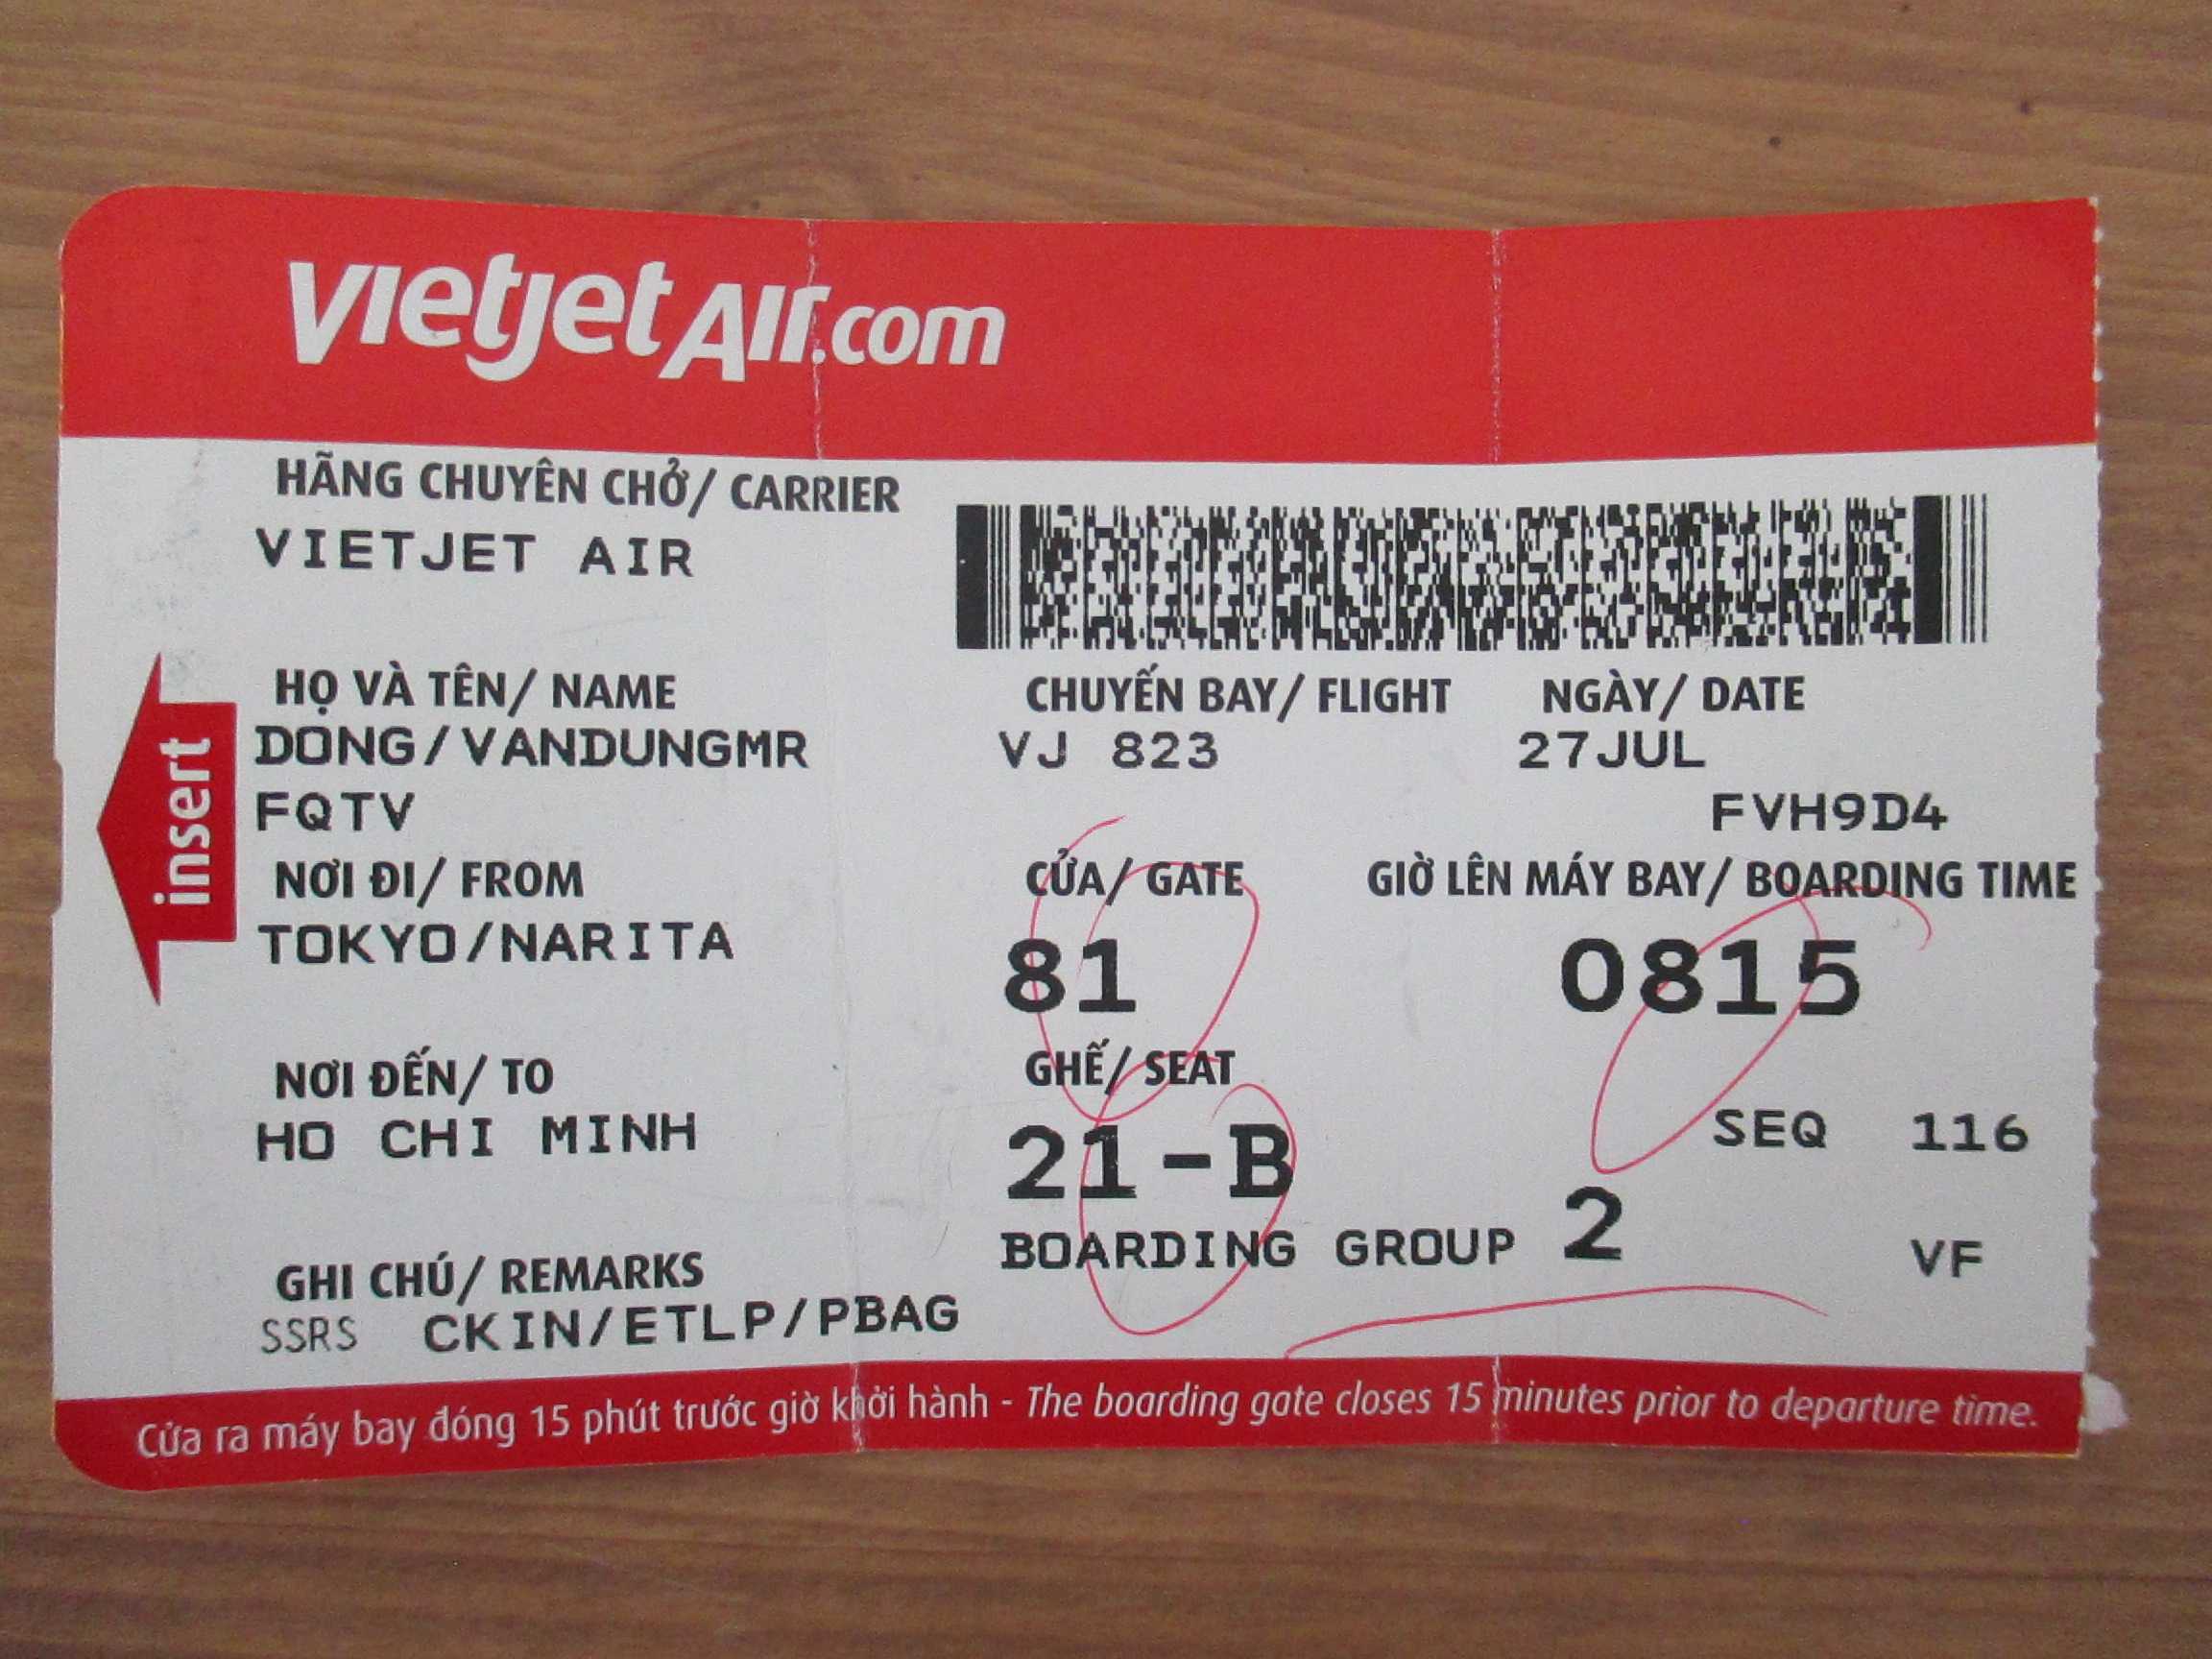 vietjetAir.com
HÃNG CHUYÊN CHỞ/ CARRIER
VIETJET AIR
HỌ VÀ TÊN/ NAME
DONG/VANDUNGMR
CHUYẾN BAY/ FLIGHT
VJ 823
NGÀY/ DATE
27JUL
FQTV
FVH9D4
insert
NƠI ĐI/ FROM
TOKYO/NARITA
CỬA/ GATE
81
GIỜ LÊN MÁY BAY/ BOARDING TIME
0815
NƠI ĐẾN/ TO
HO CHI MINH
GHẾ/ SEAT
21-B
SEQ 116
BOARDING GROUP 2
VF
GHI CHÚ/ REMARKS
SSRS CKIN/ETLP/PBAG
Cửa ra máy bay đóng 15 phút trước giờ khởi hành - The boarding gate closes 15 minutes prior to departure time.